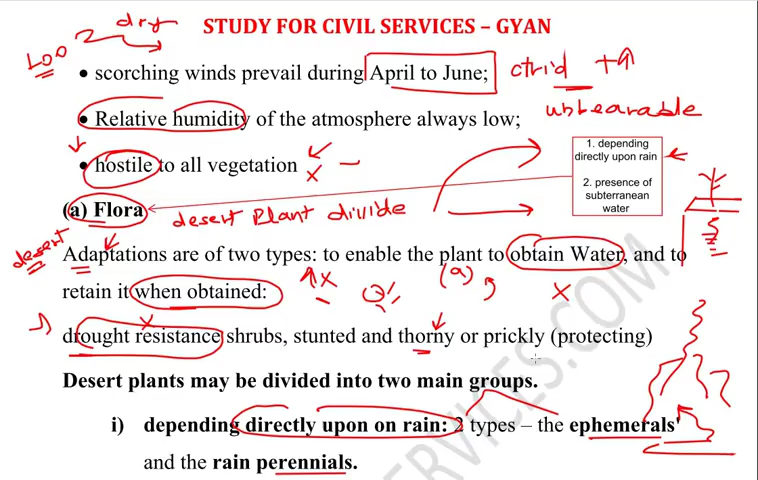 dry
STUDY FOR CIVIL SERVICES – GYAN
Loo
• scorching winds prevail during April to June; +↑
unbearable
• Relative humidity of the atmosphere always low;
1. depending directly upon rain
• hostile to all vegetation x –
2. presence of subterranean water
(a) Flora desert Plant divide
desert
Adaptations are of two types: to enable the plant to obtain Water, and to
retain it when obtained: ↑x (a) x
drought resistance shrubs, stunted and thorny or prickly (protecting)
Desert plants may be divided into two main groups.
i) depending directly upon on rain: 2 types – the ephemerals'
and the rain perennials.
SERVICES.COM